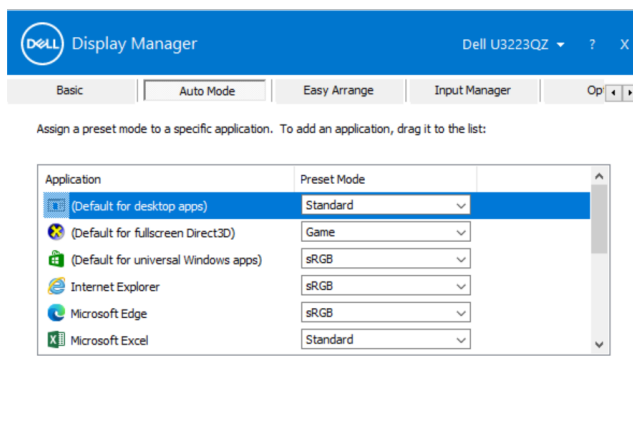 DELL Display Manager Dell U3223QZ ? X
Basic Auto Mode Easy Arrange Input Manager Op
Assign a preset mode to a specific application. To add an application, drag it to the list:
Application Preset Mode
(Default for desktop apps) Standard
(Default for fullscreen Direct3D) Game
(Default for universal Windows apps) sRGB
Internet Explorer sRGB
Microsoft Edge sRGB
Microsoft Excel Standard